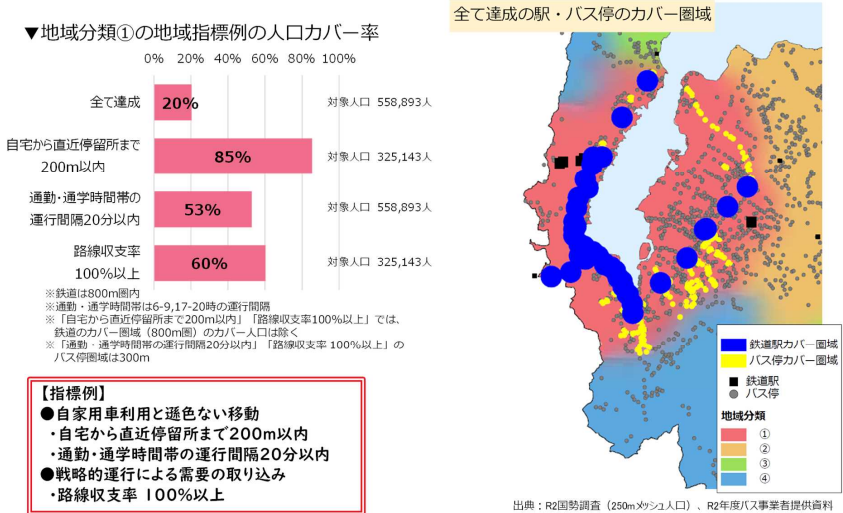 ▼地域分類①の地域指標例の人口カバー率
0% 20% 40% 60% 80% 100%
全て達成
20%
対象人口 558,893人
自宅から直近停留所まで
200m以内
85%
対象人口 325,143人
通勤・通学時間帯の
運行間隔20分以内
53%
対象人口 558,893人
路線収支率
100%以上
60%
対象人口 325,143人
※鉄道は800m圏内
※通勤・通学時間帯は6-9,17-20時の運行間隔
※「自宅から直近停留所まで200m以内」「路線収支率100%以上」では、
鉄道のカバー圏域（800m圏）のカバー人口は除く
※「通勤・通学時間帯の運行間隔20分以内」「路線収支率 100%以上」の
バス停圏域は300m
【指標例】
●自家用車利用と遜色ない移動
・自宅から直近停留所まで200m以内
・通勤・通学時間帯の運行間隔20分以内
●戦略的運行による需要の取り込み
・路線収支率 100%以上
全て達成の駅・バス停のカバー圏域
鉄道駅カバー圏域
バス停カバー圏域
鉄道駅
バス停
地域分類
①
②
③
④
出典：R2国勢調査（250mメッシュ人口）、R2年度バス事業者提供資料